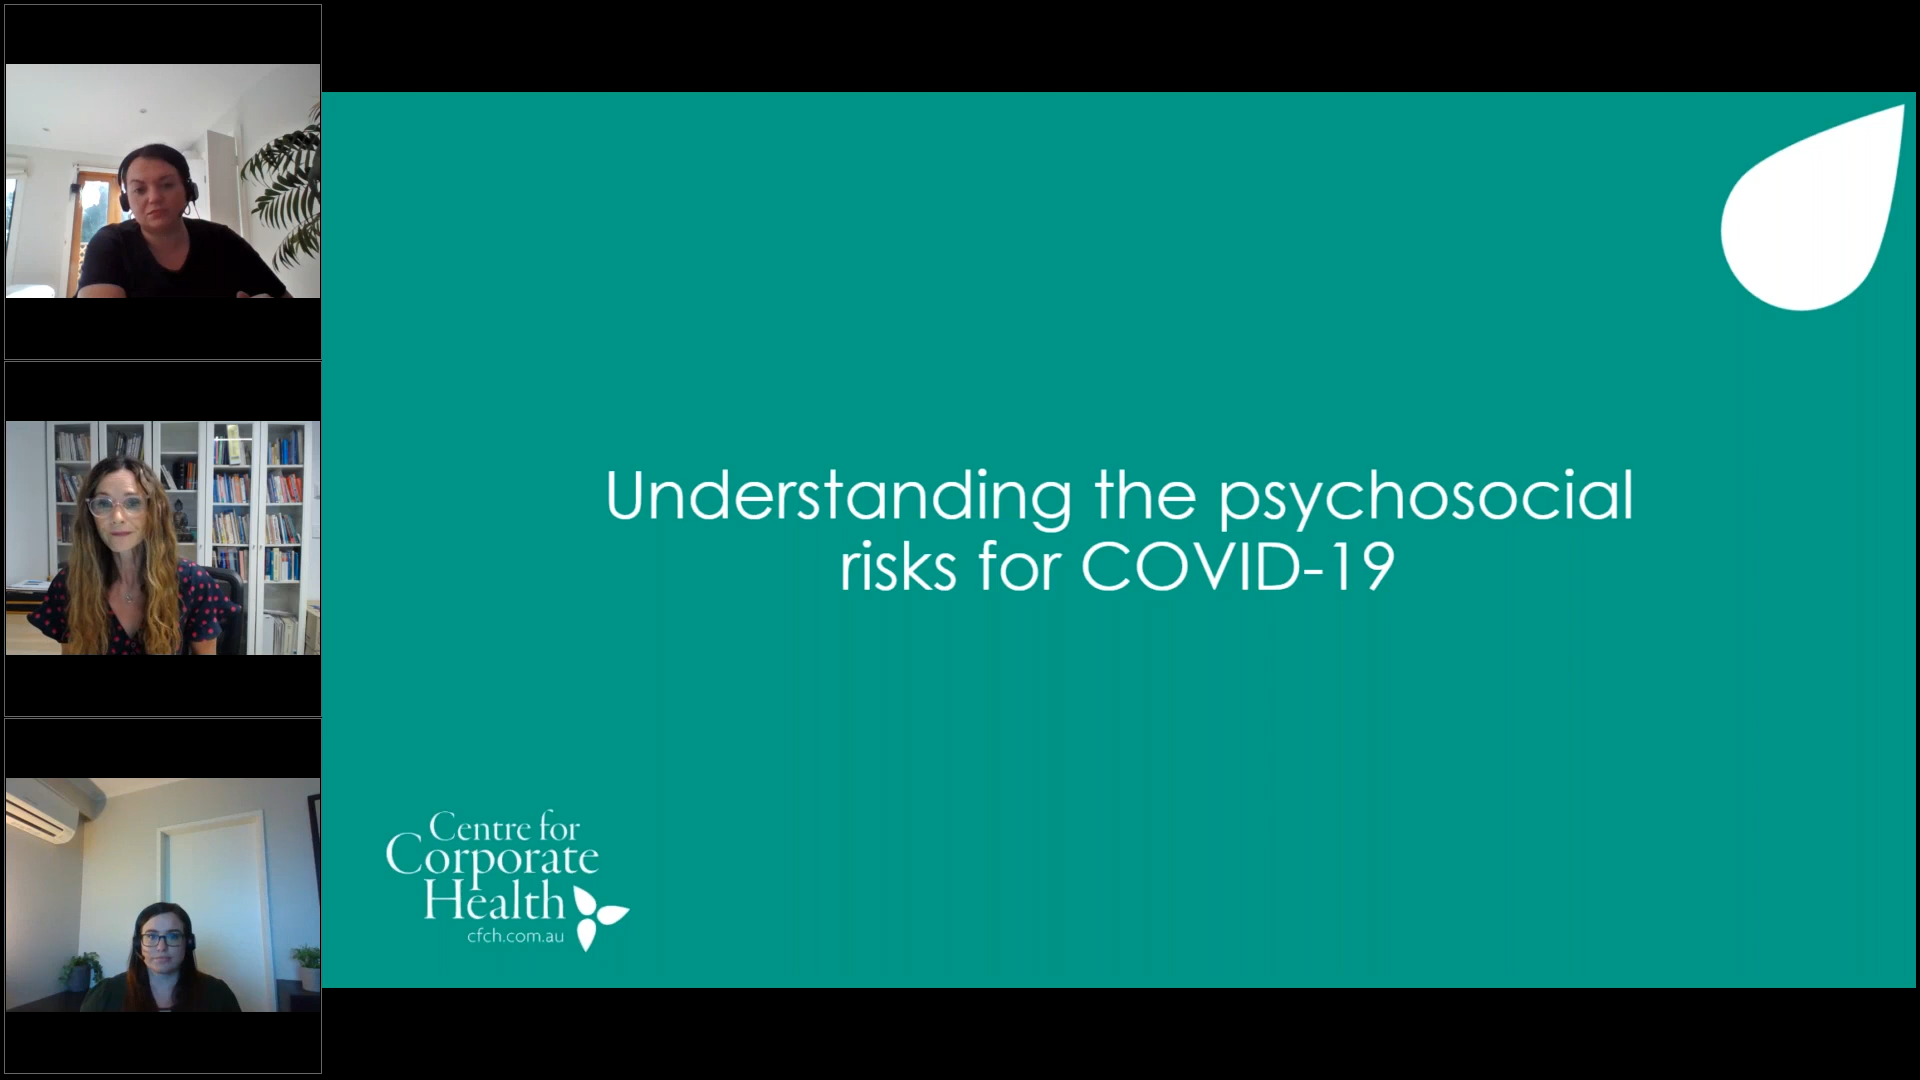 Understanding the psychosocial
risks for COVID-19
Centre for
Corporate
Health
cfch.com.au